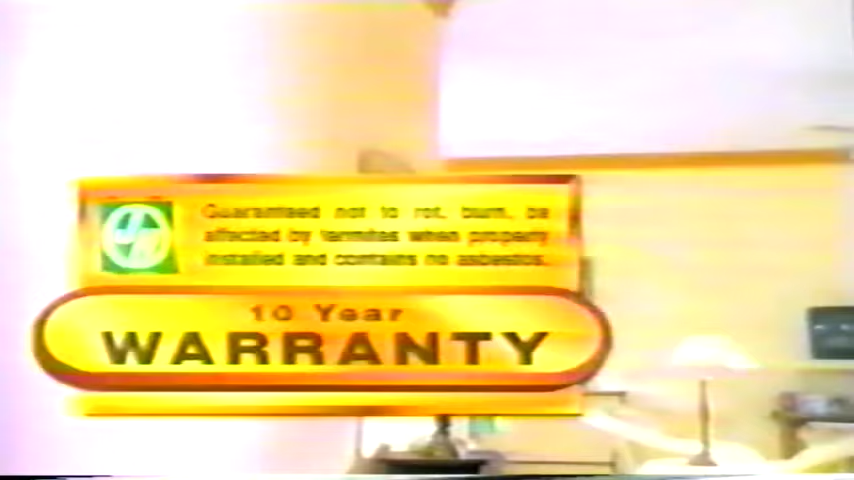 JH
Guaranteed not to rot, burn, be
affected by termites when properly
installed and contains no asbestos.
10 Year
WARRANTY